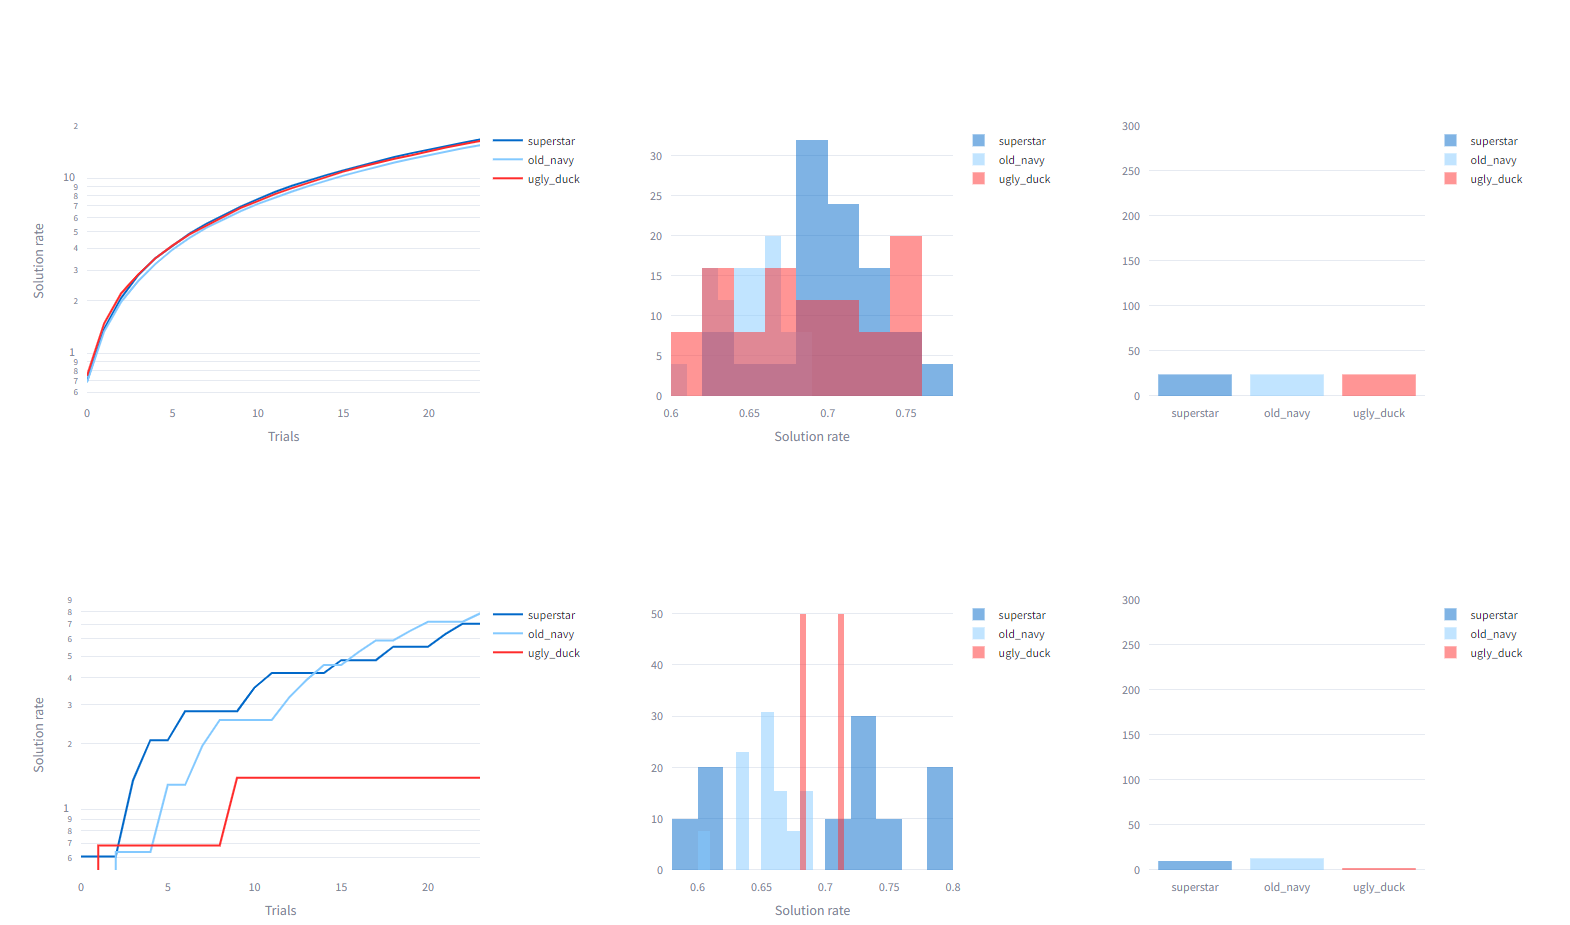 2
10
9
8
7
6
5
4
3
2
1
9
8
7
6
0 5 10 15 20
Solution rate
Trials
superstar
old_navy
ugly_duck
30
25
20
15
10
5
0
0.6 0.65 0.7 0.75
Solution rate
superstar
old_navy
ugly_duck
300
250
200
150
100
50
0
superstar old_navy ugly_duck
superstar
old_navy
ugly_duck
9
8
7
6
5
4
3
2
1
9
8
7
6
0 5 10 15 20
Solution rate
Trials
superstar
old_navy
ugly_duck
50
40
30
20
10
0
0.6 0.65 0.7 0.75 0.8
Solution rate
superstar
old_navy
ugly_duck
300
250
200
150
100
50
0
superstar old_navy ugly_duck
superstar
old_navy
ugly_duck